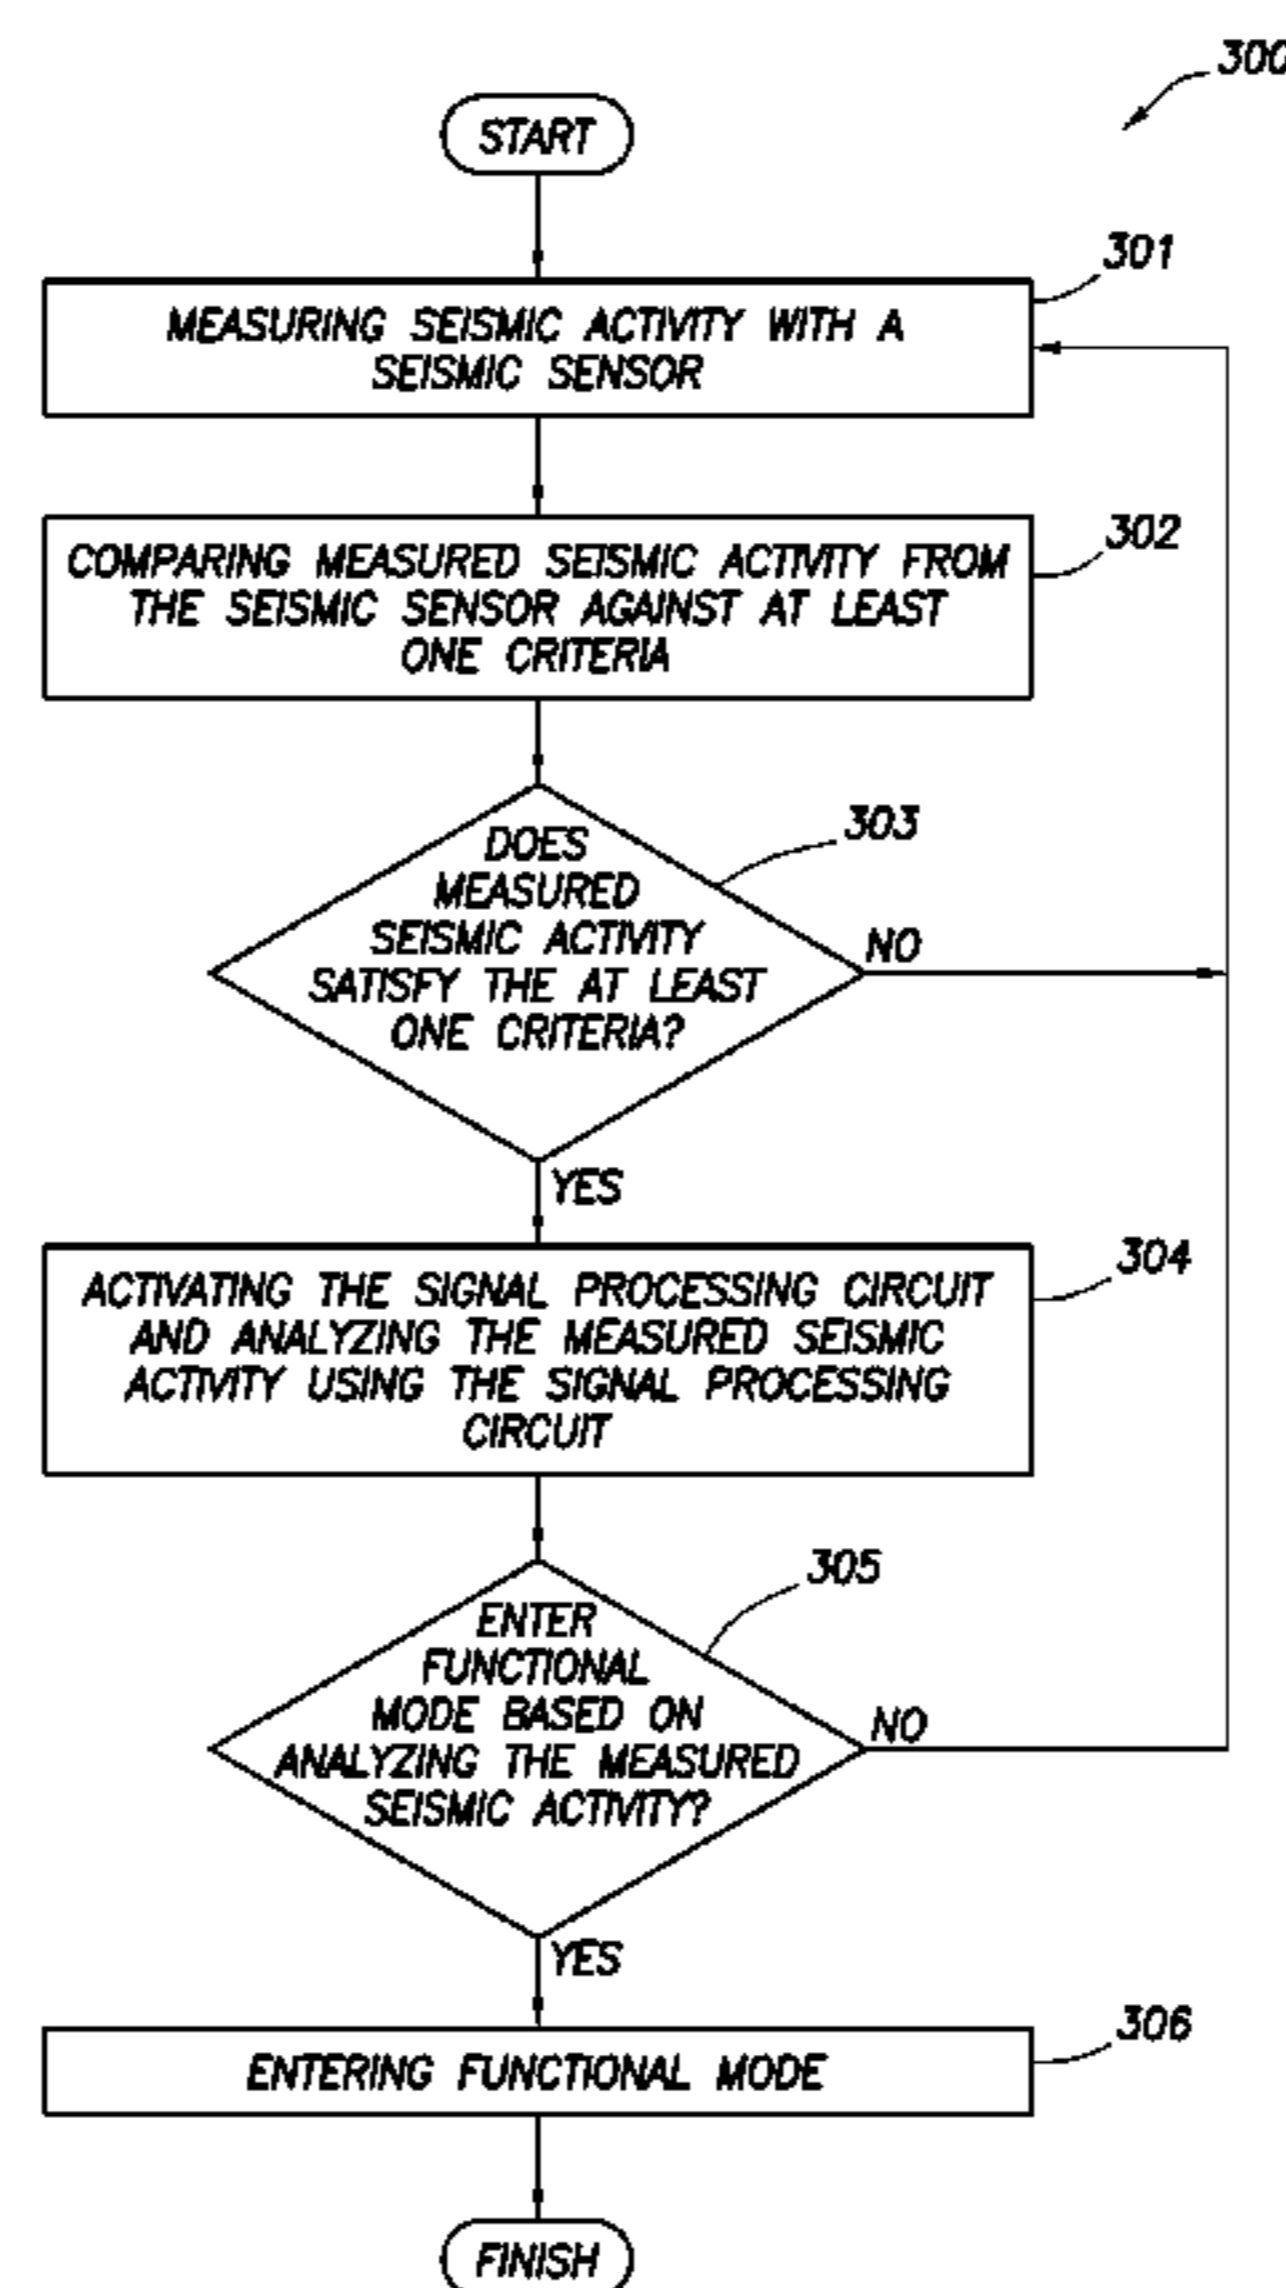 300
START
301
MEASURING SEISMIC ACTIVITY WITH A
SEISMIC SENSOR
302
COMPARING MEASURED SEISMIC ACTIVITY FROM
THE SEISMIC SENSOR AGAINST AT LEAST
ONE CRITERIA
303
DOES
MEASURED
SEISMIC ACTIVITY
SATISFY THE AT LEAST
ONE CRITERIA?
NO
YES
304
ACTIVATING THE SIGNAL PROCESSING CIRCUIT
AND ANALYZING THE MEASURED SEISMIC
ACTIVITY USING THE SIGNAL PROCESSING
CIRCUIT
305
ENTER
FUNCTIONAL
MODE BASED ON
ANALYZING THE MEASURED
SEISMIC ACTIVITY?
NO
YES
306
ENTERING FUNCTIONAL MODE
FINISH